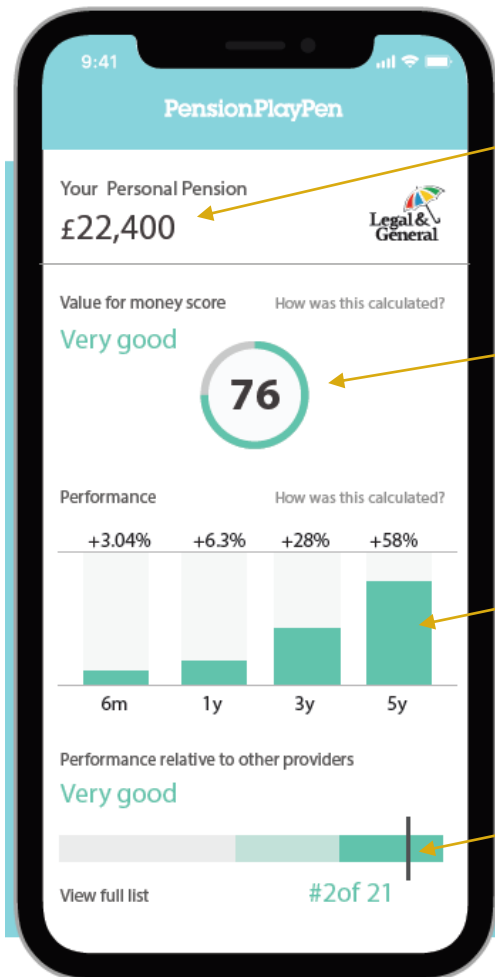 9:41
PensionPlayPen
Your Personal Pension
£22,400
Legal &
General
Value for money score How was this calculated?
Very good
76
Performance How was this calculated?
+3.04% +6.3% +28% +58%
6m 1y 3y 5y
Performance relative to other providers
Very good
View full list #2of 21